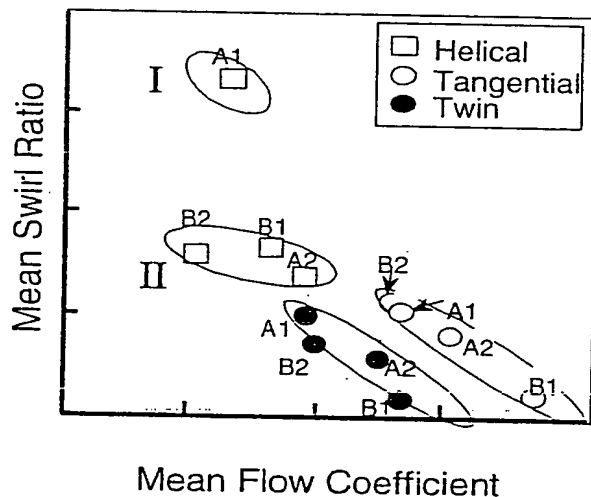 Helical
Tangential
Twin
I
A1
Mean Swirl Ratio
B2
B1
A2
II
B2
A1
A2
B1
A1
B2
A2
B1
Mean Flow Coefficient